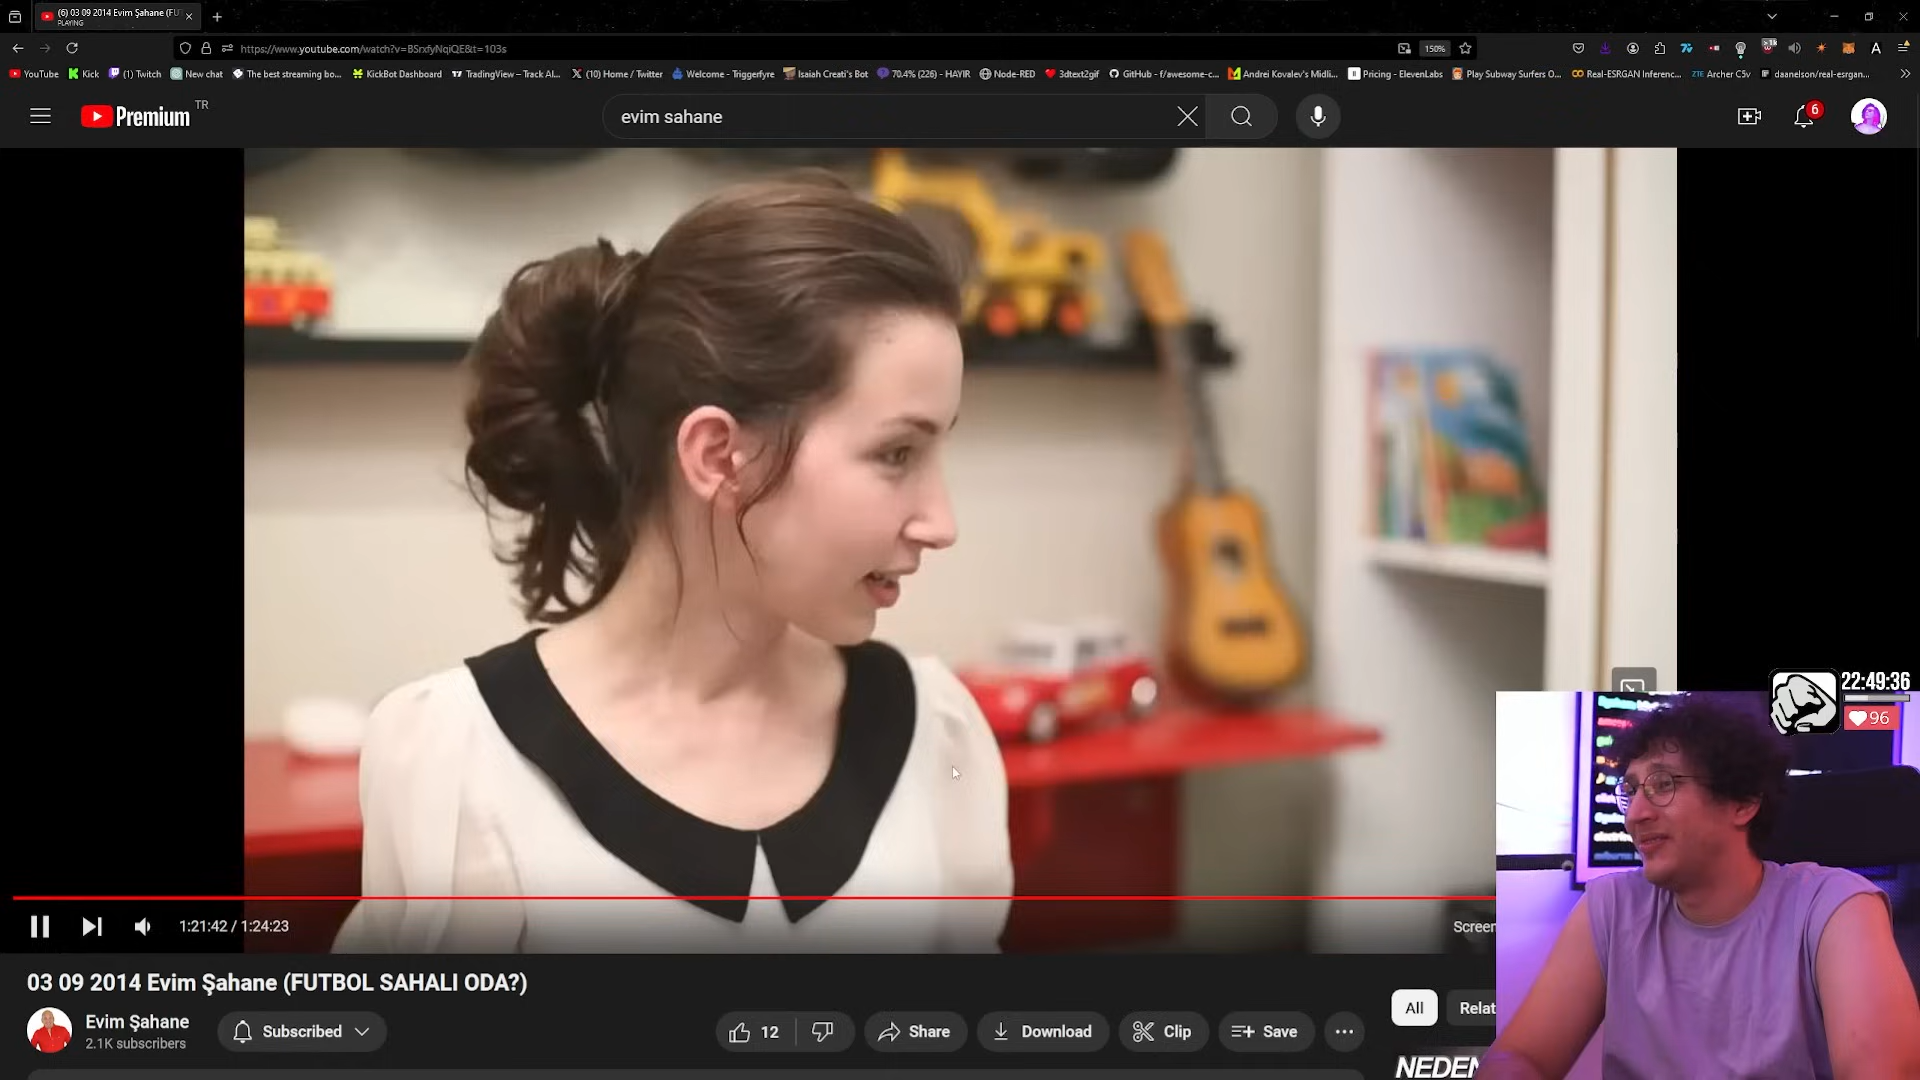 (6) 03 09 2014 Evim Şahane (FU
PLAYING
https://www.youtube.com/watch?v=BSrxfyNqiQE&t=103s
150%
YouTube
Kick
(1) Twitch
New chat
The best streaming bo...
KickBot Dashboard
TradingView – Track Al...
(10) Home / Twitter
Welcome - Triggerfyre
Isaiah Creati's Bot
70.4% (226) - HAYIR
Node-RED
3dtext2gif
GitHub - f/awesome-c...
Andrei Kovalev's Midli...
Pricing - ElevenLabs
Play Subway Surfers O...
Real-ESRGAN Inferenc...
ZTE Archer C5v
daanelson/real-esrgan...
Premium TR
evim sahane
6
22:49:36
96
1:21:42 / 1:24:23
Screen
03 09 2014 Evim Şahane (FUTBOL SAHALI ODA?)
Evim Şahane
2.1K subscribers
Subscribed
12
Share
Download
Clip
Save
All
Relat
NEDEN